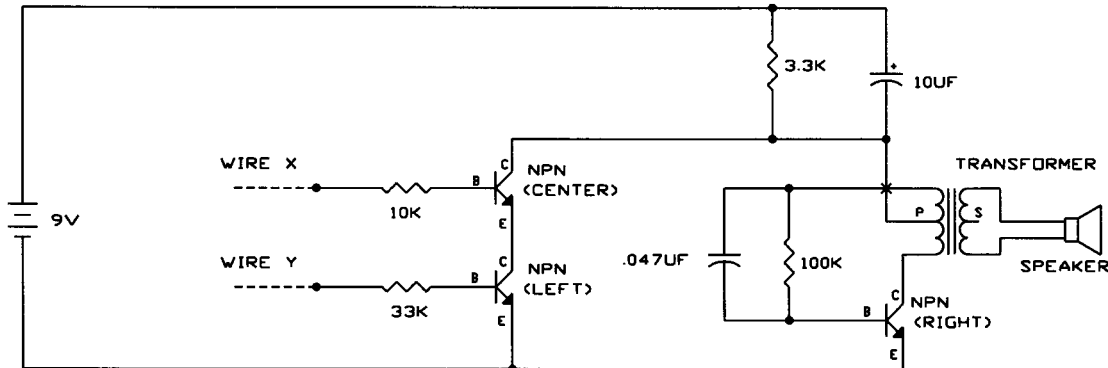 3.3K
+
10UF
WIRE X
C
NPN
(CENTER)
B
10K
E
TRANSFORMER
P
S
9V
WIRE Y
C
NPN
(LEFT)
B
33K
E
.047UF
100K
SPEAKER
C
NPN
(RIGHT)
B
E